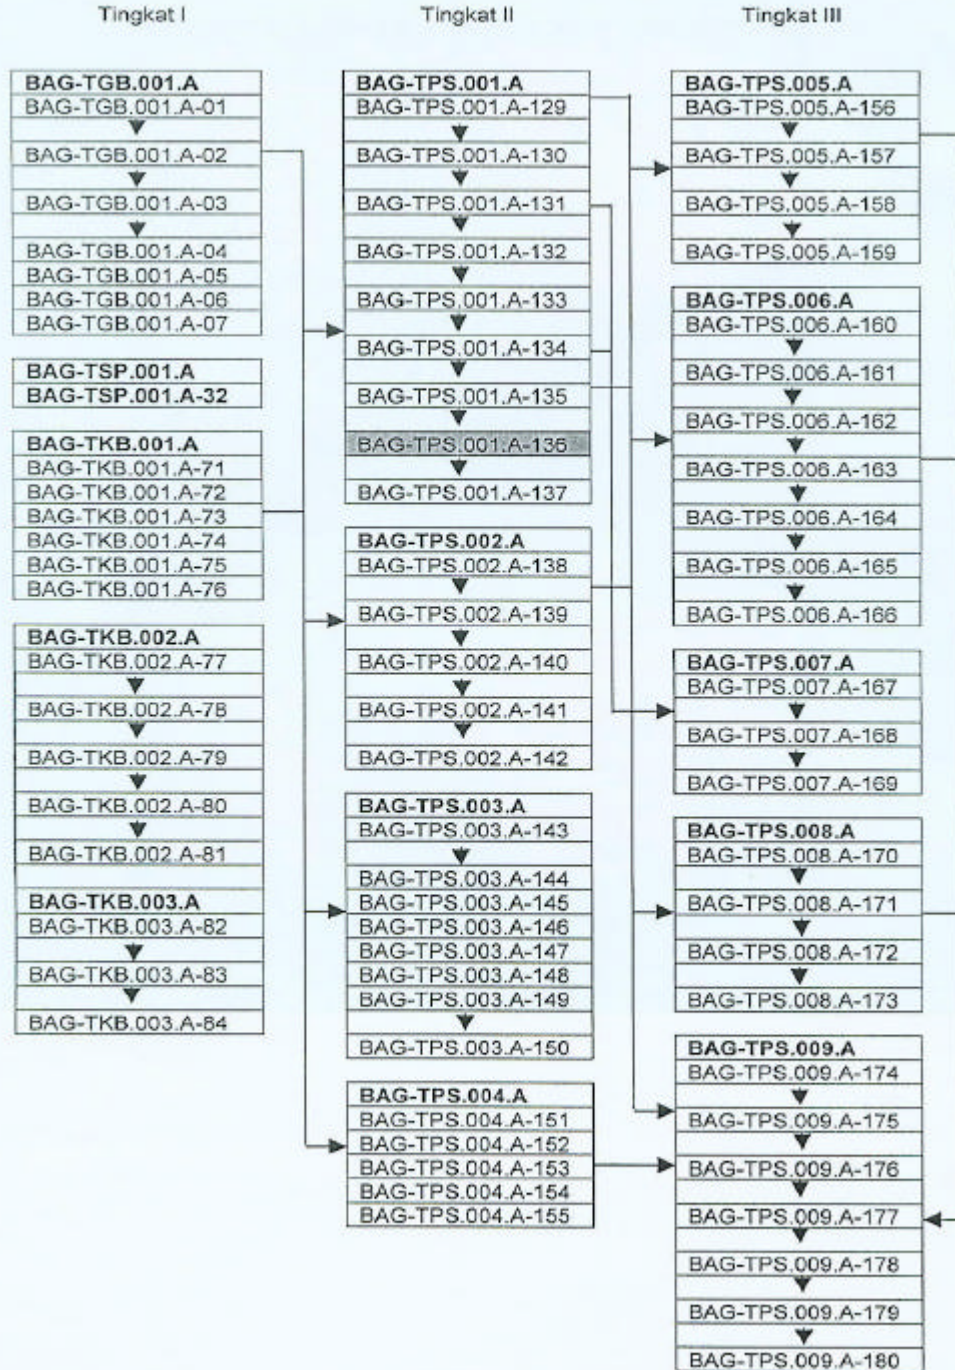 Tingkat I
BAG-TGB.001.A
BAG-TGB.001.A-01
BAG-TGB.001.A-02
BAG-TGB.001.A-03
BAG-TGB.001.A-04
BAG-TGB.001.A-05
BAG-TGB.001.A-06
BAG-TGB.001.A-07
BAG-TSP.001.A
BAG-TSP.001.A-32
BAG-TKB.001.A
BAG-TKB.001.A-71
BAG-TKB.001.A-72
BAG-TKB.001.A-73
BAG-TKB.001.A-74
BAG-TKB.001.A-75
BAG-TKB.001.A-76
BAG-TKB.002.A
BAG-TKB.002.A-77
BAG-TKB.002.A-78
BAG-TKB.002.A-79
BAG-TKB.002.A-80
BAG-TKB.002.A-81
BAG-TKB.003.A
BAG-TKB.003.A-82
BAG-TKB.003.A-83
BAG-TKB.003.A-84
Tingkat II
BAG-TPS.001.A
BAG-TPS.001.A-129
BAG-TPS.001.A-130
BAG-TPS.001.A-131
BAG-TPS.001.A-132
BAG-TPS.001.A-133
BAG-TPS.001.A-134
BAG-TPS.001.A-135
BAG-TPS.001.A-136
BAG-TPS.001.A-137
BAG-TPS.002.A
BAG-TPS.002.A-138
BAG-TPS.002.A-139
BAG-TPS.002.A-140
BAG-TPS.002.A-141
BAG-TPS.002.A-142
BAG-TPS.003.A
BAG-TPS.003.A-143
BAG-TPS.003.A-144
BAG-TPS.003.A-145
BAG-TPS.003.A-146
BAG-TPS.003.A-147
BAG-TPS.003.A-148
BAG-TPS.003.A-149
BAG-TPS.003.A-150
BAG-TPS.004.A
BAG-TPS.004.A-151
BAG-TPS.004.A-152
BAG-TPS.004.A-153
BAG-TPS.004.A-154
BAG-TPS.004.A-155
Tingkat III
BAG-TPS.005.A
BAG-TPS.005.A-156
BAG-TPS.005.A-157
BAG-TPS.005.A-158
BAG-TPS.005.A-159
BAG-TPS.006.A
BAG-TPS.006.A-160
BAG-TPS.006.A-161
BAG-TPS.006.A-162
BAG-TPS.006.A-163
BAG-TPS.006.A-164
BAG-TPS.006.A-165
BAG-TPS.006.A-166
BAG-TPS.007.A
BAG-TPS.007.A-167
BAG-TPS.007.A-168
BAG-TPS.007.A-169
BAG-TPS.008.A
BAG-TPS.008.A-170
BAG-TPS.008.A-171
BAG-TPS.008.A-172
BAG-TPS.008.A-173
BAG-TPS.009.A
BAG-TPS.009.A-174
BAG-TPS.009.A-175
BAG-TPS.009.A-176
BAG-TPS.009.A-177
BAG-TPS.009.A-178
BAG-TPS.009.A-179
BAG-TPS.009.A-180